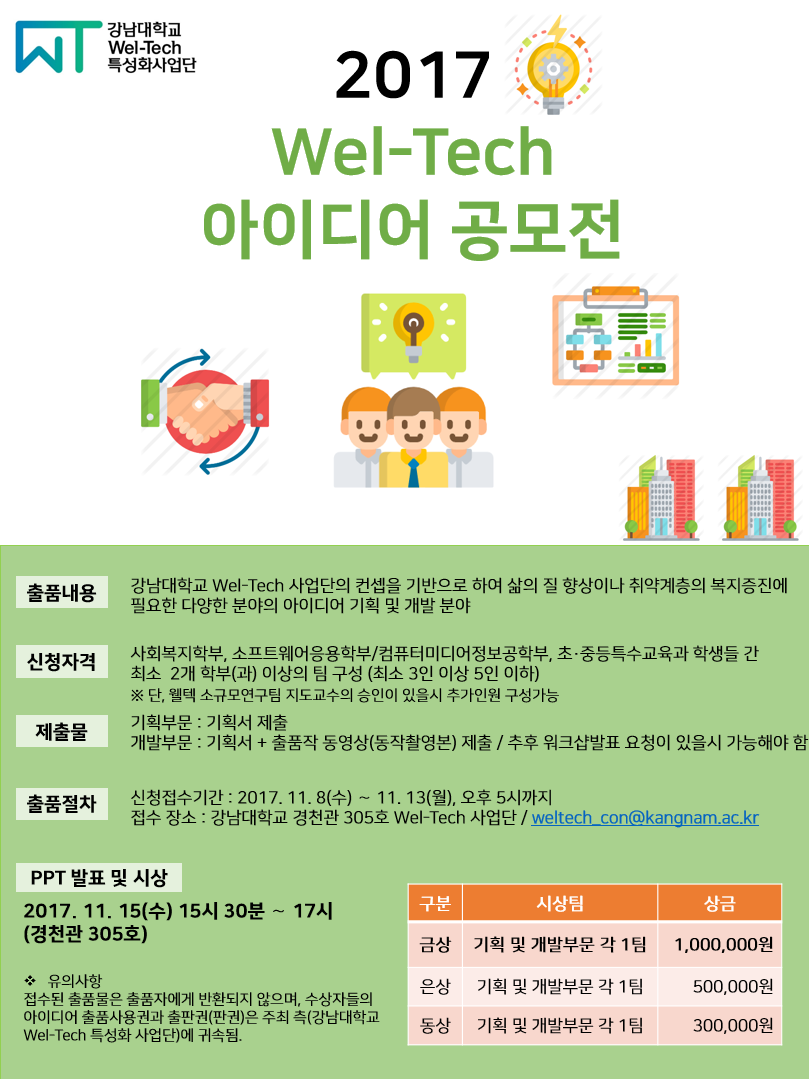 강남대학교
Wel-Tech
특성화사업단
2017
Wel-Tech
아이디어 공모전
출품내용
강남대학교 Wel-Tech 사업단의 컨셉을 기반으로 하여 삶의 질 향상이나 취약계층의 복지증진에
필요한 다양한 분야의 아이디어 기획 및 개발 분야
신청자격
사회복지학부, 소프트웨어응용학부/컴퓨터미디어정보공학부, 초·중등특수교육과 학생들 간
최소 2개 학부(과) 이상의 팀 구성 (최소 3인 이상 5인 이하)
※ 단, 웰텍 소규모연구팀 지도교수의 승인이 있을시 추가인원 구성가능
제출물
기획부문 : 기획서 제출
개발부문 : 기획서 + 출품작 동영상(동작촬영본) 제출 / 추후 워크샵발표 요청이 있을시 가능해야 함
출품절차
신청접수기간 : 2017. 11. 8(수) ~ 11. 13(월), 오후 5시까지
접수 장소 : 강남대학교 경천관 305호 Wel-Tech 사업단 / weltech_con@kangnam.ac.kr
PPT 발표 및 시상
2017. 11. 15(수) 15시 30분 ~ 17시
(경천관 305호)
❖ 유의사항
접수된 출품물은 출품자에게 반환되지 않으며, 수상자들의
아이디어 출품사용권과 출판권(판권)은 주최 측(강남대학교
Wel-Tech 특성화 사업단)에 귀속됨.
구분 시상팀 상금
금상 기획 및 개발부문 각 1팀 1,000,000원
은상 기획 및 개발부문 각 1팀 500,000원
동상 기획 및 개발부문 각 1팀 300,000원